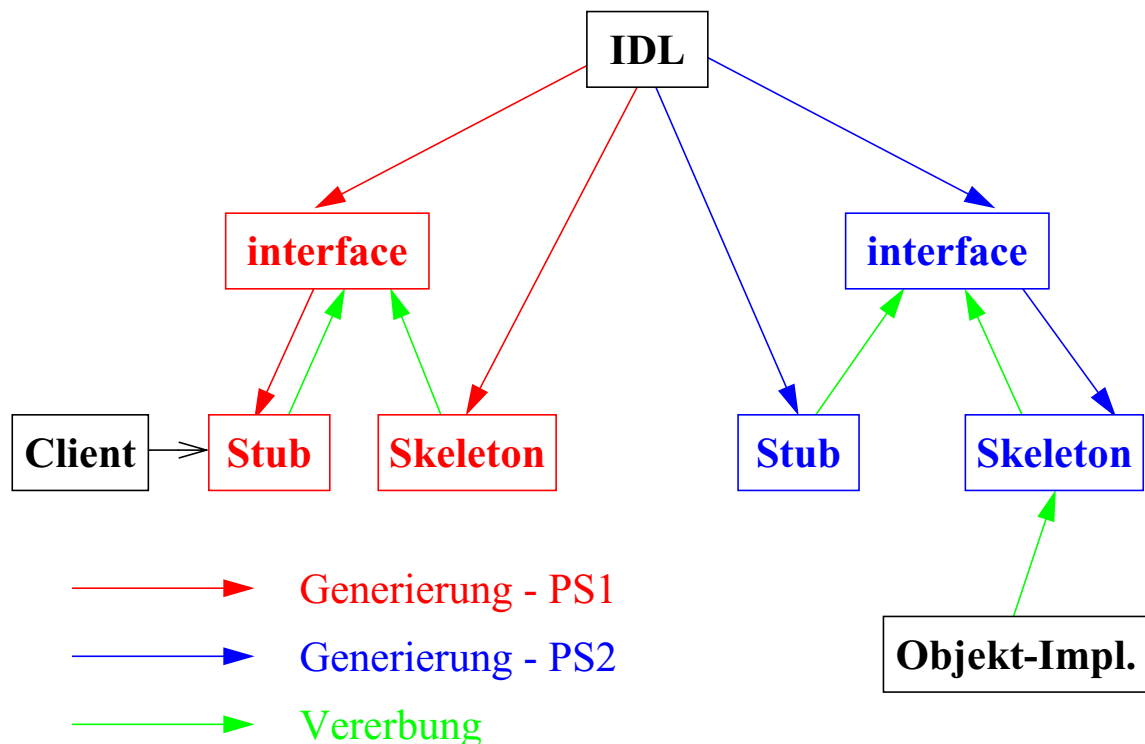 IDL
interface
interface
Client
Stub
Skeleton
Stub
Skeleton
Generierung - PS1
Generierung - PS2
Objekt-Impl.
Vererbung